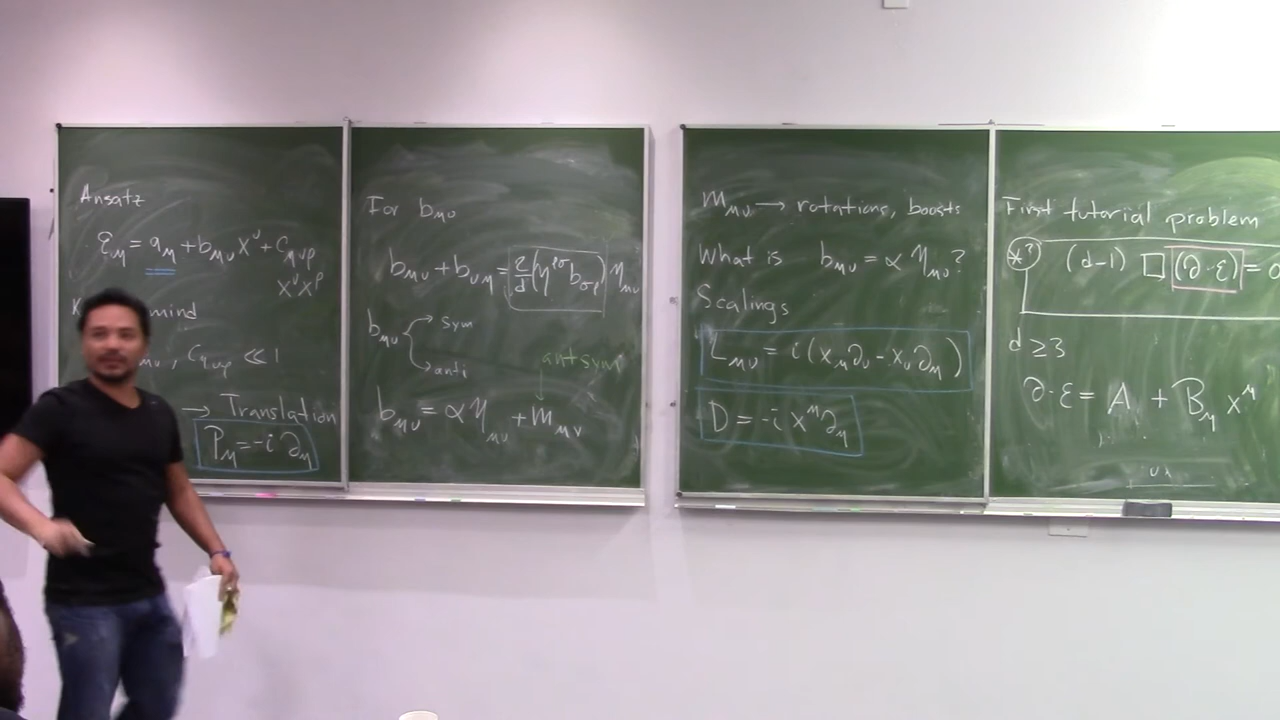 Ansatz
ε_μ = a_μ + b_μν x^ν + c_μνρ
x^ν x^ρ
mind
c_μνρ ≪ 1
→ Translation
P_μ = -i ∂_μ
For b_μν
b_μν + b_νμ = 2/d (η^σρ b_σρ) η_μν
b_μν → sym
→ anti
antsym
b_μν = α η_μν + m_μν
m_μν → rotations, boosts
What is b_μν = α η_μν ?
Scalings
L_μν = i (x_μ ∂_ν - x_ν ∂_μ)
D = -i x^μ ∂_μ
First tutorial problem
(d-1) □ (∂·ε) = 0
d ≥ 3
∂·ε = A + B_μ x^μ